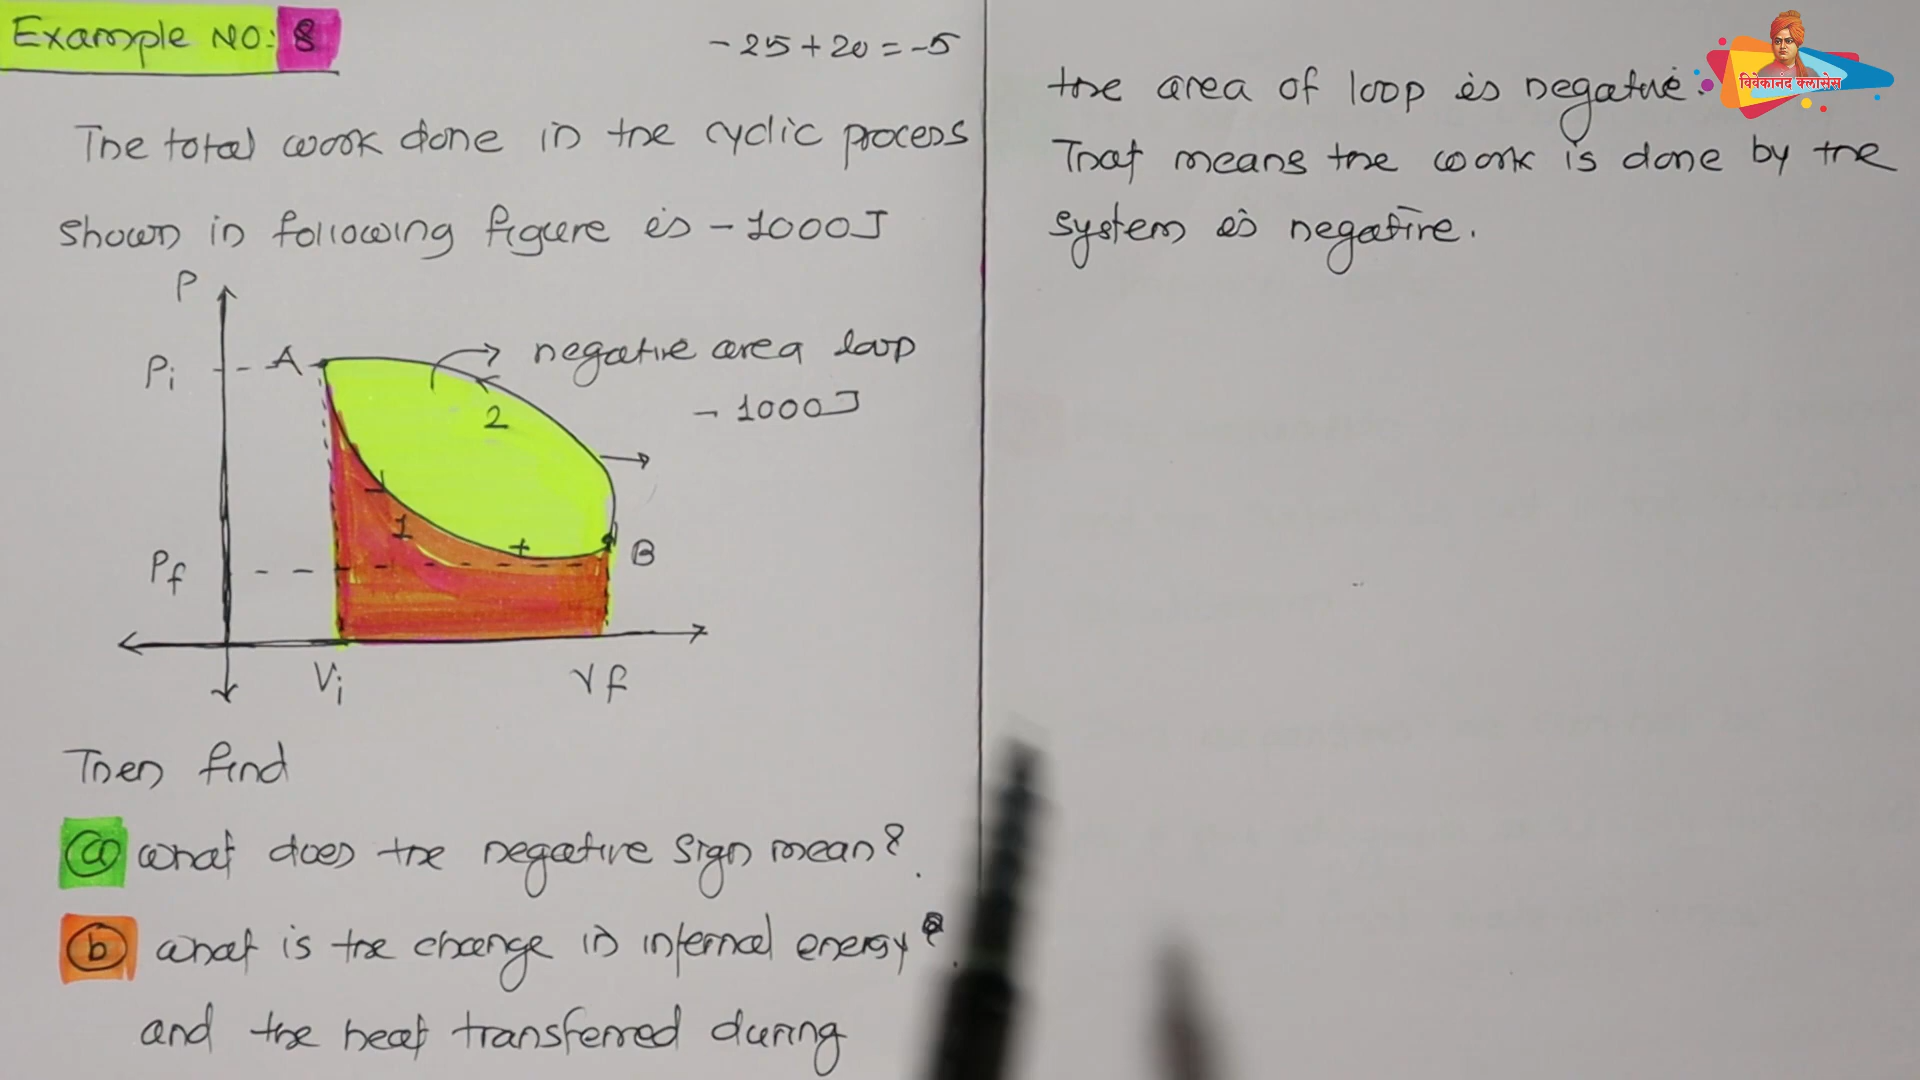 Example NO: 8
- 25 + 20 = -5
The total work done in the cyclic process
shown in following figure is - 1000J
P
Pi
A
negative area loop
- 1000J
2
1
+
B
Pf
Vi
Vf
Then find
a what does the negative sign mean?
b what is the change in internal energy?
and the heat transferred during
the area of loop is negative.
That means the work is done by the
system is negative.
विवेकानंद क्लासेस